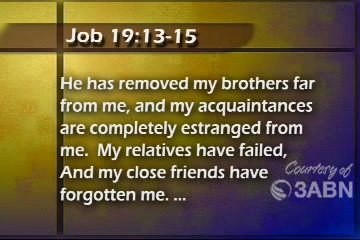 Job 19:13-15
He has removed my brothers far
from me, and my acquaintances
are completely estranged from
me.  My relatives have failed,
And my close friends have
forgotten me. ...
Courtesy of
3ABN